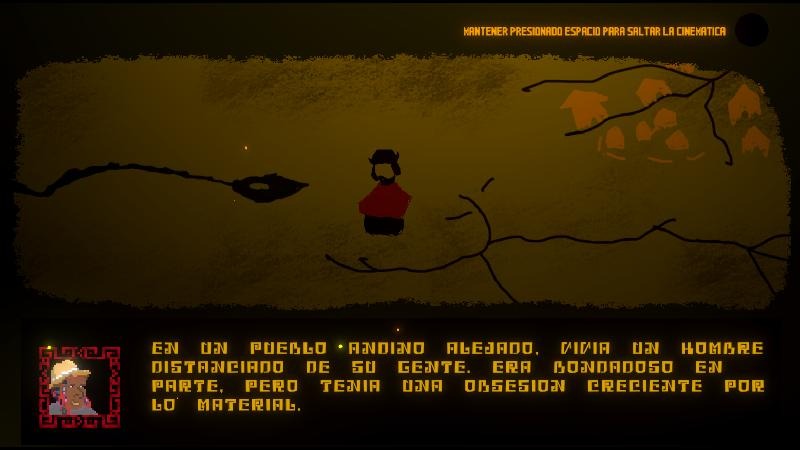 MANTENER PRESIONADO ESPACIO PARA SALTAR LA CINEMATICA
EN UN PUEBLO ANDINO ALEJADO, VIVIA UN HOMBRE
DISTANCIADO DE SU GENTE. ERA BONDADOSO EN
PARTE, PERO TENIA UNA OBSESION CRECIENTE POR
LO MATERIAL.